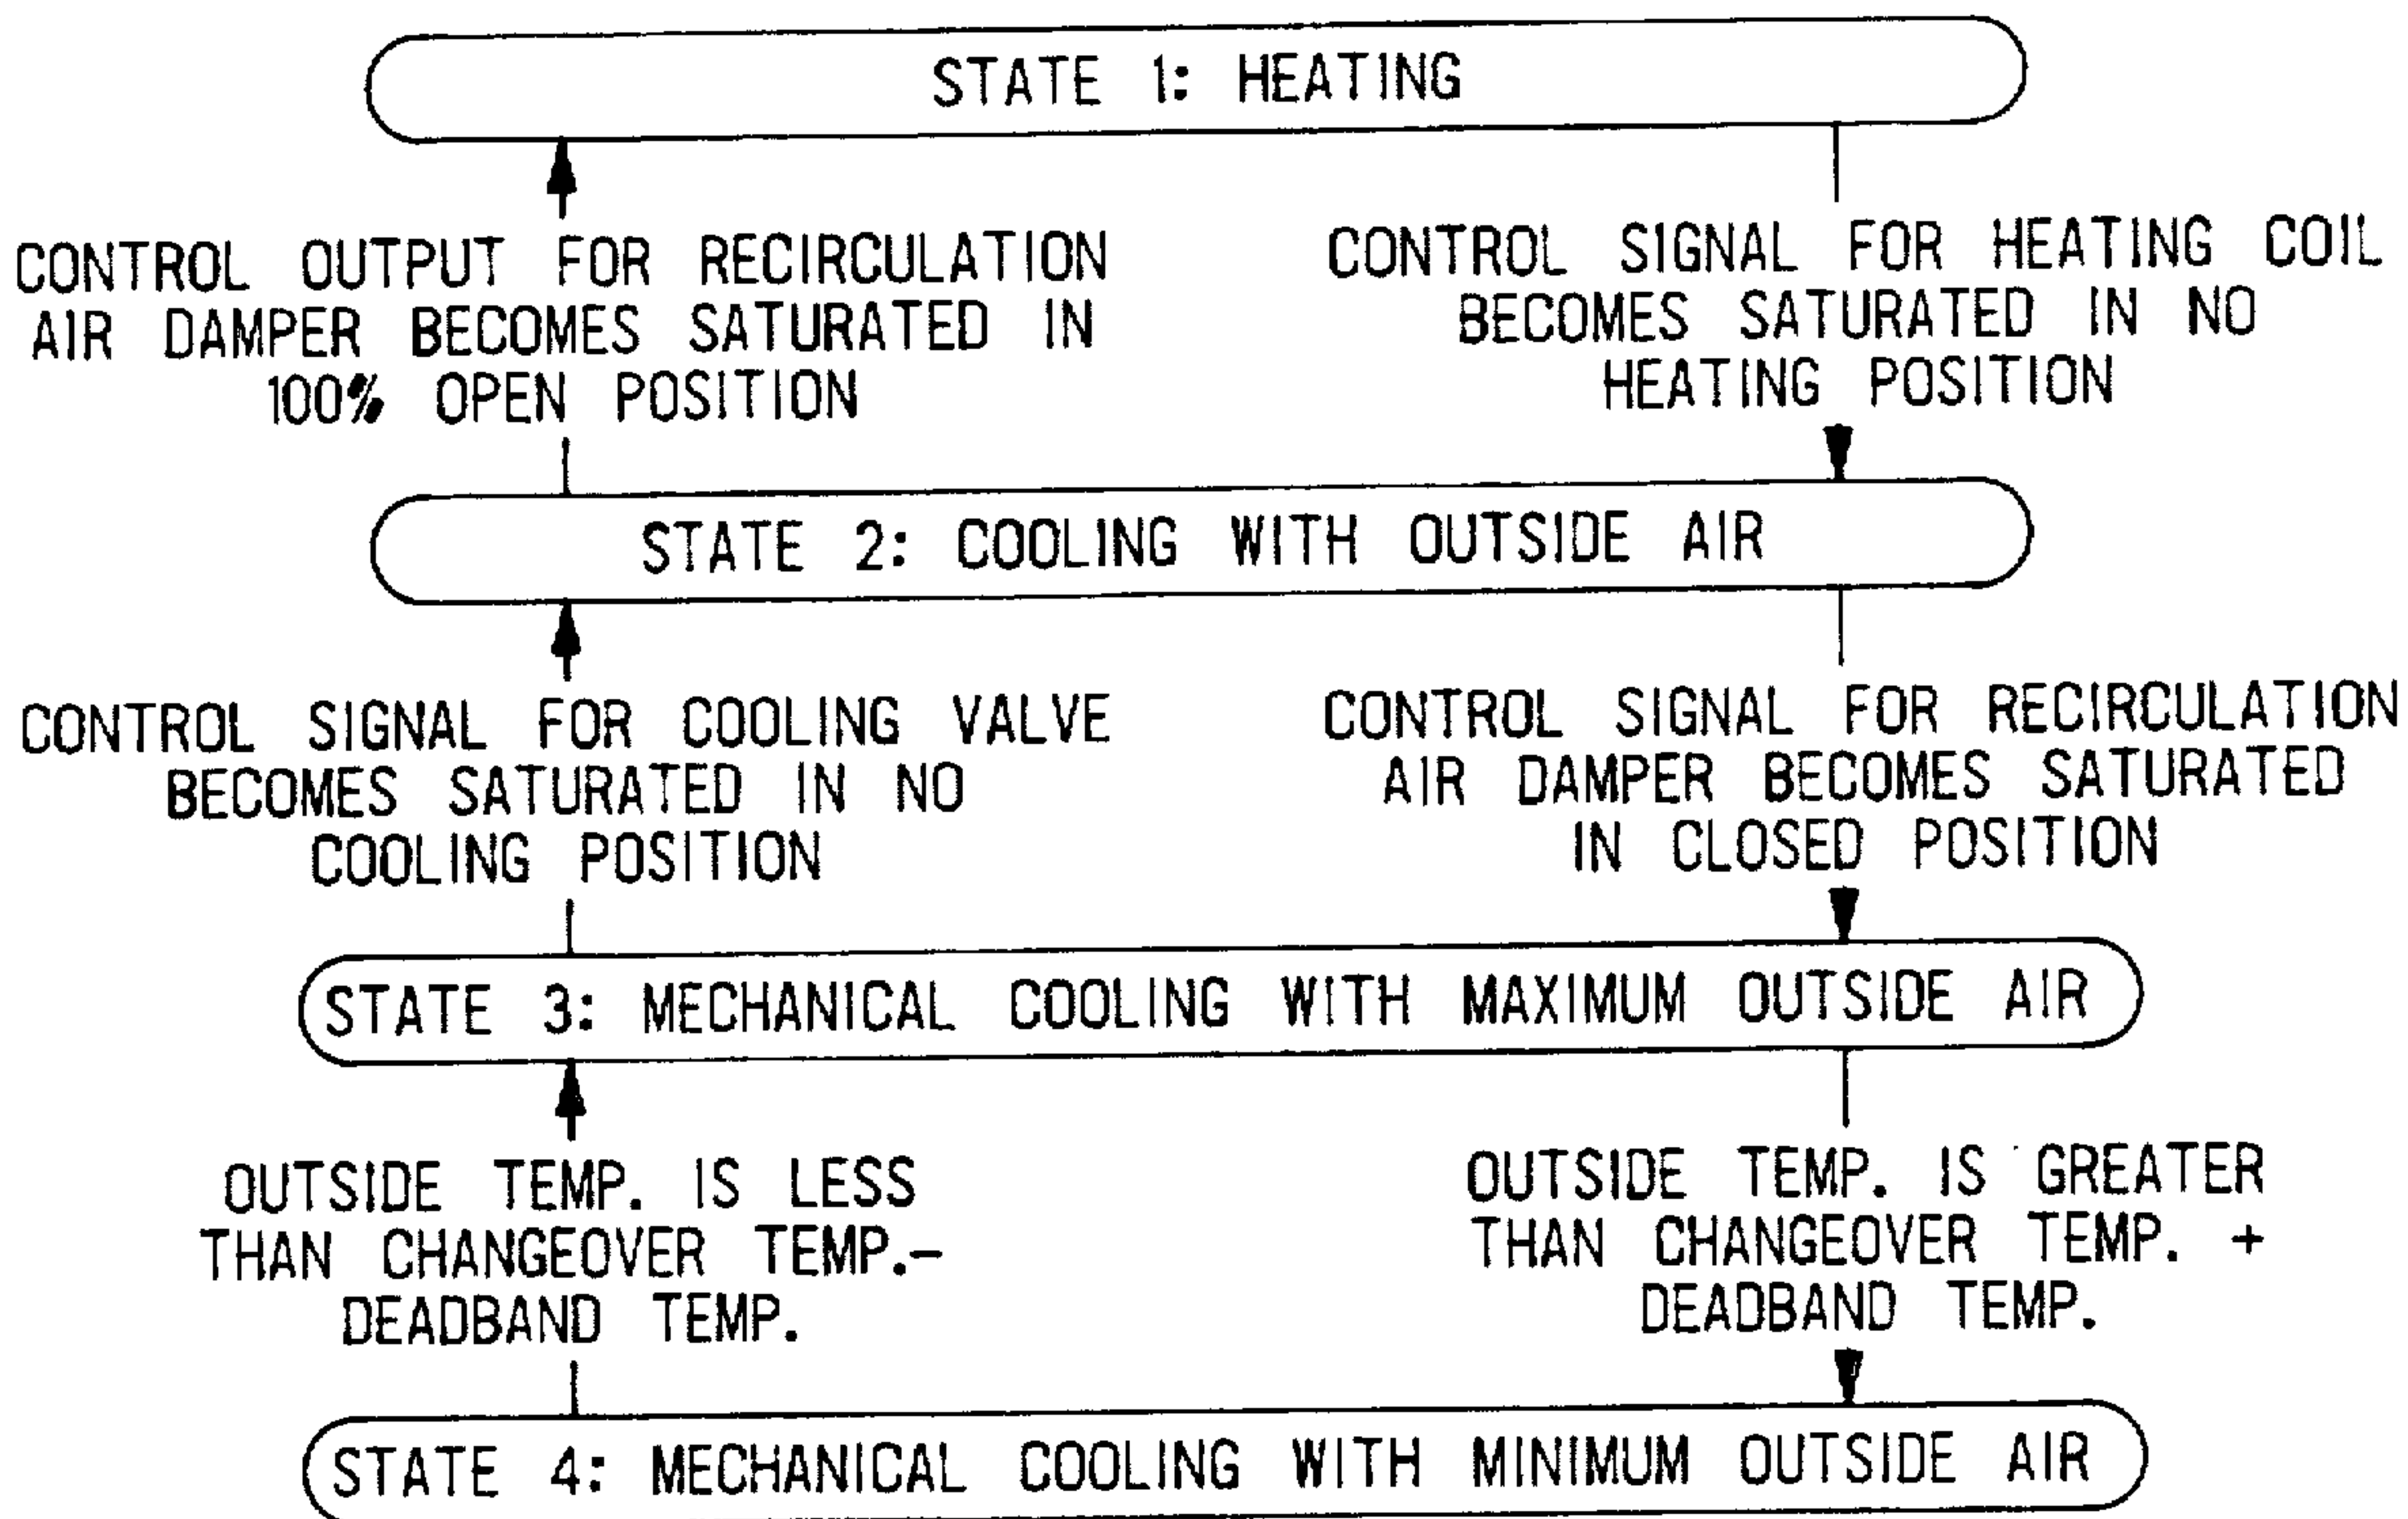 STATE 1: HEATING
CONTROL OUTPUT FOR RECIRCULATION
AIR DAMPER BECOMES SATURATED IN
100% OPEN POSITION
CONTROL SIGNAL FOR HEATING COIL
BECOMES SATURATED IN NO
HEATING POSITION
STATE 2: COOLING WITH OUTSIDE AIR
CONTROL SIGNAL FOR COOLING VALVE
BECOMES SATURATED IN NO
COOLING POSITION
CONTROL SIGNAL FOR RECIRCULATION
AIR DAMPER BECOMES SATURATED
IN CLOSED POSITION
STATE 3: MECHANICAL COOLING WITH MAXIMUM OUTSIDE AIR
OUTSIDE TEMP. IS LESS
THAN CHANGEOVER TEMP.-
DEADBAND TEMP.
OUTSIDE TEMP. IS GREATER
THAN CHANGEOVER TEMP. +
DEADBAND TEMP.
STATE 4: MECHANICAL COOLING WITH MINIMUM OUTSIDE AIR